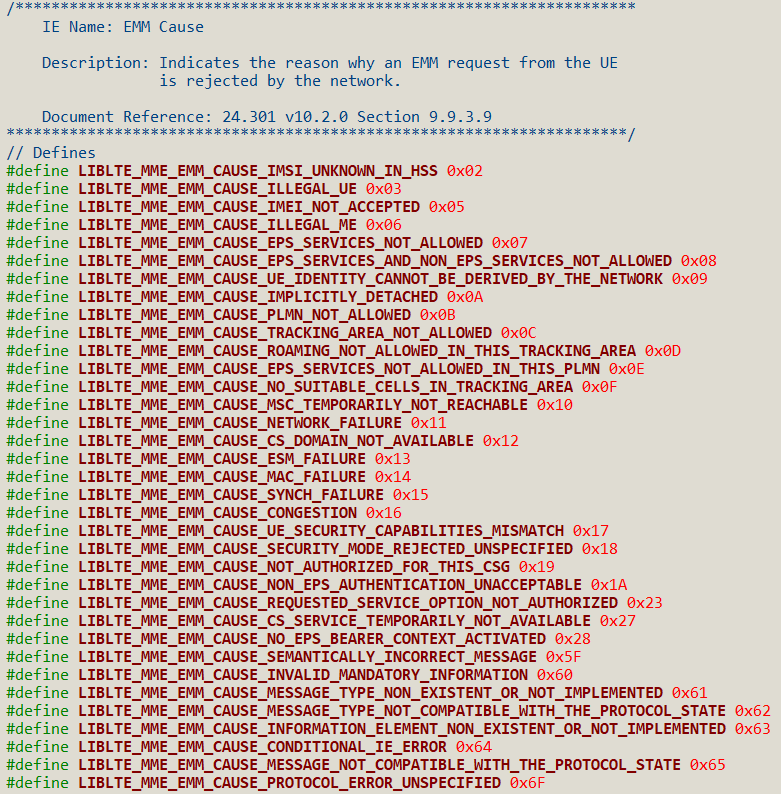 /*********************************************************************
    IE Name: EMM Cause

    Description: Indicates the reason why an EMM request from the UE
                 is rejected by the network.

    Document Reference: 24.301 v10.2.0 Section 9.9.3.9
*********************************************************************/
// Defines
#define LIBLTE_MME_EMM_CAUSE_IMSI_UNKNOWN_IN_HSS 0x02
#define LIBLTE_MME_EMM_CAUSE_ILLEGAL_UE 0x03
#define LIBLTE_MME_EMM_CAUSE_IMEI_NOT_ACCEPTED 0x05
#define LIBLTE_MME_EMM_CAUSE_ILLEGAL_ME 0x06
#define LIBLTE_MME_EMM_CAUSE_EPS_SERVICES_NOT_ALLOWED 0x07
#define LIBLTE_MME_EMM_CAUSE_EPS_SERVICES_AND_NON_EPS_SERVICES_NOT_ALLOWED 0x08
#define LIBLTE_MME_EMM_CAUSE_UE_IDENTITY_CANNOT_BE_DERIVED_BY_THE_NETWORK 0x09
#define LIBLTE_MME_EMM_CAUSE_IMPLICITLY_DETACHED 0x0A
#define LIBLTE_MME_EMM_CAUSE_PLMN_NOT_ALLOWED 0x0B
#define LIBLTE_MME_EMM_CAUSE_TRACKING_AREA_NOT_ALLOWED 0x0C
#define LIBLTE_MME_EMM_CAUSE_ROAMING_NOT_ALLOWED_IN_THIS_TRACKING_AREA 0x0D
#define LIBLTE_MME_EMM_CAUSE_EPS_SERVICES_NOT_ALLOWED_IN_THIS_PLMN 0x0E
#define LIBLTE_MME_EMM_CAUSE_NO_SUITABLE_CELLS_IN_TRACKING_AREA 0x0F
#define LIBLTE_MME_EMM_CAUSE_MSC_TEMPORARILY_NOT_REACHABLE 0x10
#define LIBLTE_MME_EMM_CAUSE_NETWORK_FAILURE 0x11
#define LIBLTE_MME_EMM_CAUSE_CS_DOMAIN_NOT_AVAILABLE 0x12
#define LIBLTE_MME_EMM_CAUSE_ESM_FAILURE 0x13
#define LIBLTE_MME_EMM_CAUSE_MAC_FAILURE 0x14
#define LIBLTE_MME_EMM_CAUSE_SYNCH_FAILURE 0x15
#define LIBLTE_MME_EMM_CAUSE_CONGESTION 0x16
#define LIBLTE_MME_EMM_CAUSE_UE_SECURITY_CAPABILITIES_MISMATCH 0x17
#define LIBLTE_MME_EMM_CAUSE_SECURITY_MODE_REJECTED_UNSPECIFIED 0x18
#define LIBLTE_MME_EMM_CAUSE_NOT_AUTHORIZED_FOR_THIS_CSG 0x19
#define LIBLTE_MME_EMM_CAUSE_NON_EPS_AUTHENTICATION_UNACCEPTABLE 0x1A
#define LIBLTE_MME_EMM_CAUSE_REQUESTED_SERVICE_OPTION_NOT_AUTHORIZED 0x23
#define LIBLTE_MME_EMM_CAUSE_CS_SERVICE_TEMPORARILY_NOT_AVAILABLE 0x27
#define LIBLTE_MME_EMM_CAUSE_NO_EPS_BEARER_CONTEXT_ACTIVATED 0x28
#define LIBLTE_MME_EMM_CAUSE_SEMANTICALLY_INCORRECT_MESSAGE 0x5F
#define LIBLTE_MME_EMM_CAUSE_INVALID_MANDATORY_INFORMATION 0x60
#define LIBLTE_MME_EMM_CAUSE_MESSAGE_TYPE_NON_EXISTENT_OR_NOT_IMPLEMENTED 0x61
#define LIBLTE_MME_EMM_CAUSE_MESSAGE_TYPE_NOT_COMPATIBLE_WITH_THE_PROTOCOL_STATE 0x62
#define LIBLTE_MME_EMM_CAUSE_INFORMATION_ELEMENT_NON_EXISTENT_OR_NOT_IMPLEMENTED 0x63
#define LIBLTE_MME_EMM_CAUSE_CONDITIONAL_IE_ERROR 0x64
#define LIBLTE_MME_EMM_CAUSE_MESSAGE_NOT_COMPATIBLE_WITH_THE_PROTOCOL_STATE 0x65
#define LIBLTE_MME_EMM_CAUSE_PROTOCOL_ERROR_UNSPECIFIED 0x6F